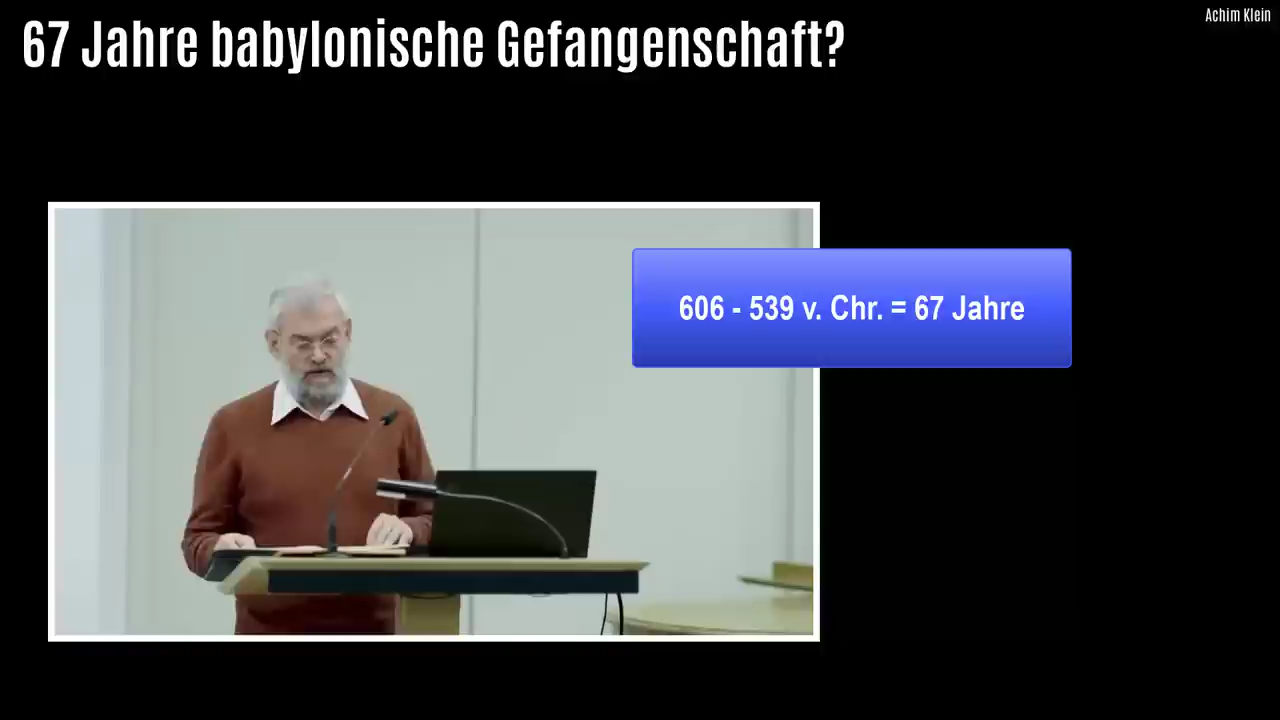 Achim Klein
67 Jahre babylonische Gefangenschaft?
606 - 539 v. Chr. = 67 Jahre